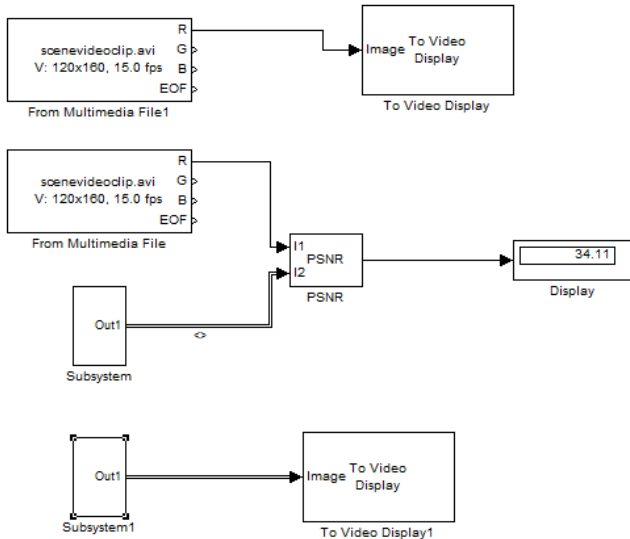 R
scenevideoclip.avi
G
V: 120x160, 15.0 fps
B
EOF
From Multimedia File1
Image
To Video
Display
To Video Display
R
scenevideoclip.avi
G
V: 120x160, 15.0 fps
B
EOF
From Multimedia File
I1
PSNR
I2
PSNR
34.11
Display
Out1
<>
Subsystem
Out1
Subsystem1
Image
To Video
Display
To Video Display1